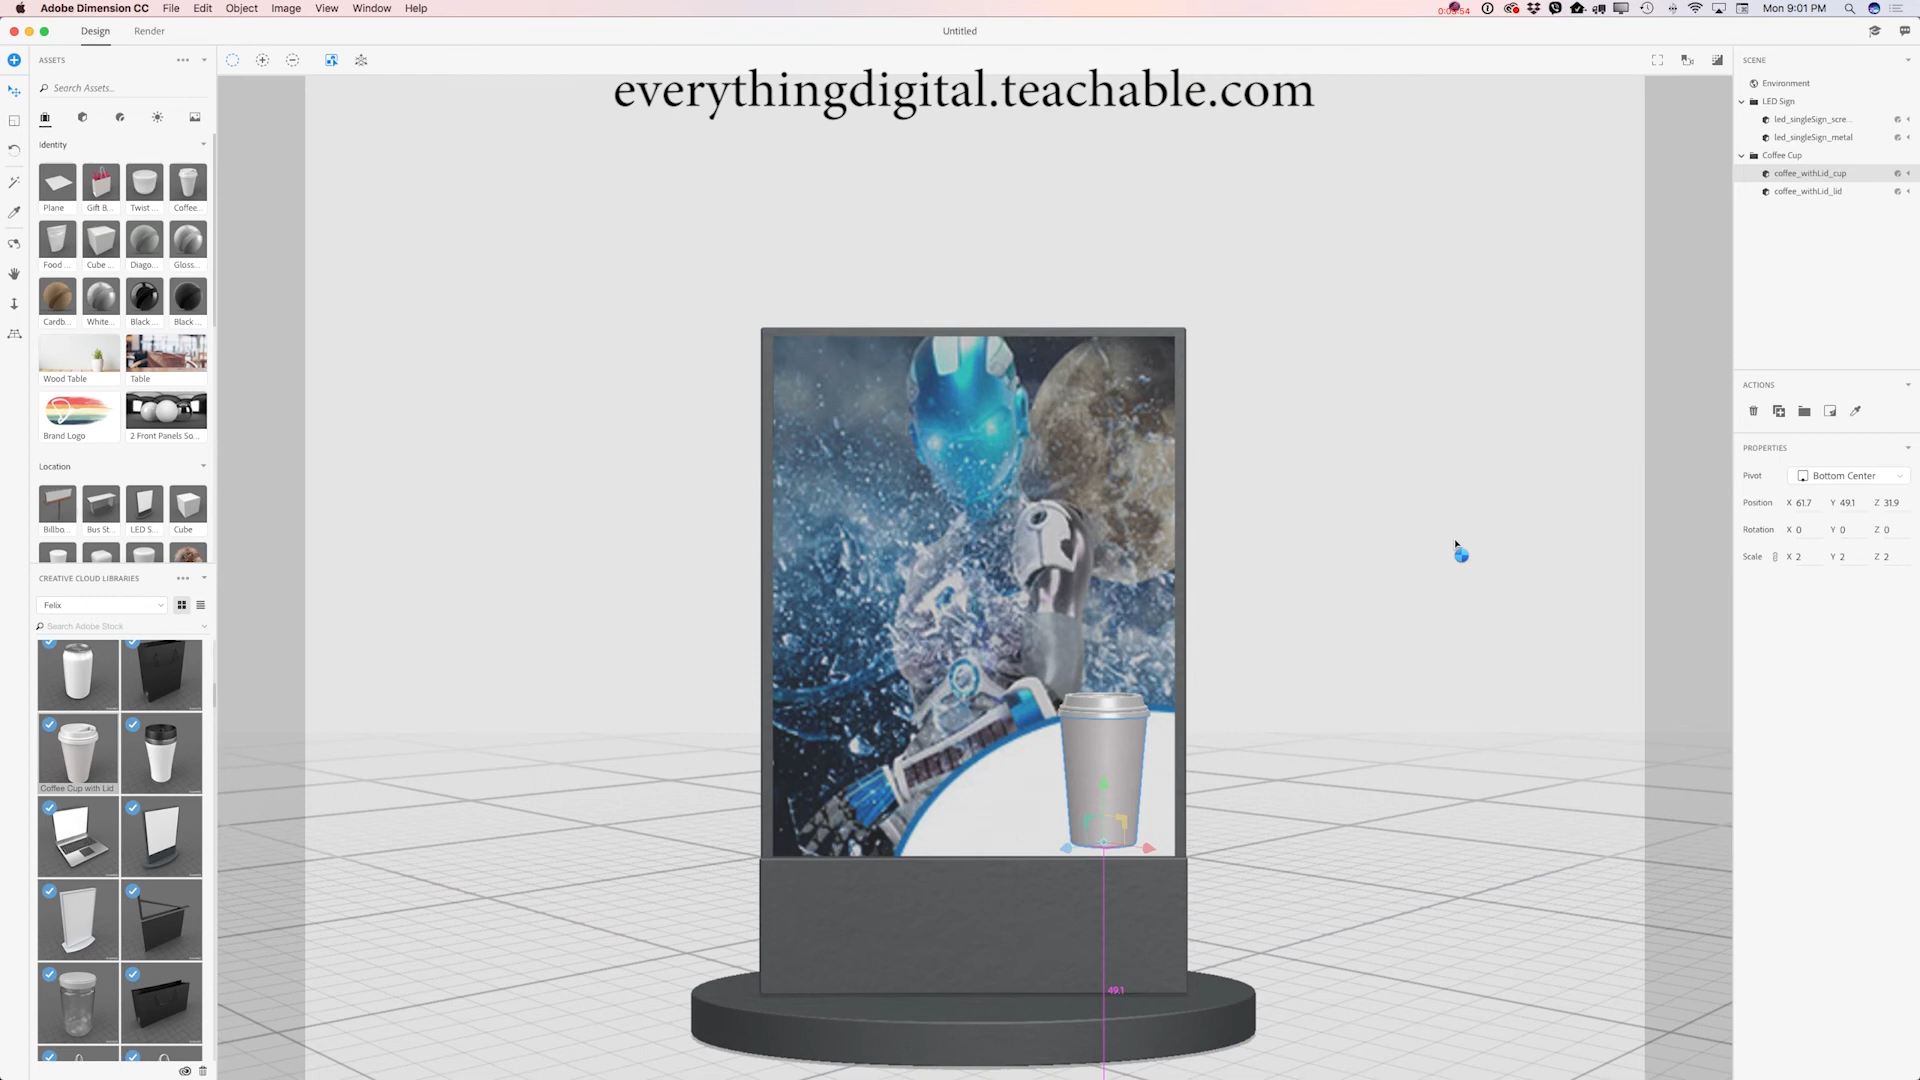 Adobe Dimension CC File Edit Object Image View Window Help
Mon 9:01 PM
Design Render Untitled
everythingdigital.teachable.com
ASSETS
Search Assets...
Identity
Plane Gift B... Twist ... Coffee...
Food ... Cube ... Diago... Gloss...
Cardb... White... Black ... Black ...
Wood Table Table
Brand Logo 2 Front Panels So...
Location
Billbo... Bus St... LED S... Cube
CREATIVE CLOUD LIBRARIES
Felix
Search Adobe Stock
Coffee Cup with Lid
49.1
SCENE
Environment
LED Sign
led_singleSign_scre...
led_singleSign_metal
Coffee Cup
coffee_withLid_cup
coffee_withLid_lid
ACTIONS
PROPERTIES
Pivot Bottom Center
Position X 61.7 Y 49.1 Z 31.9
Rotation X 0 Y 0 Z 0
Scale X 2 Y 2 Z 2